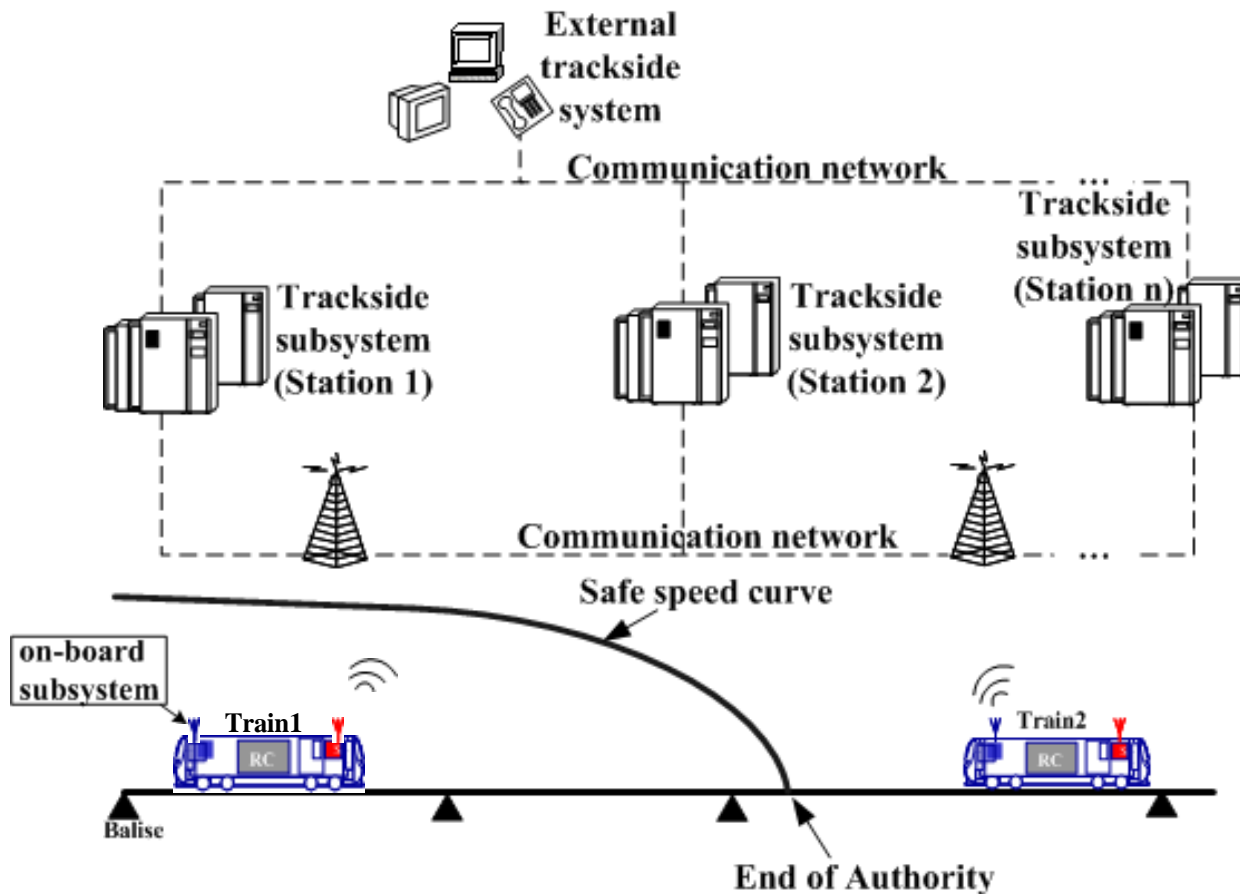 External
trackside
system
Communication network
...
Trackside
subsystem
(Station n)
Trackside
subsystem
(Station 1)
Trackside
subsystem
(Station 2)
Communication network
...
Safe speed curve
on-board
subsystem
Train1
Train2
RC
RC
Balise
End of Authority